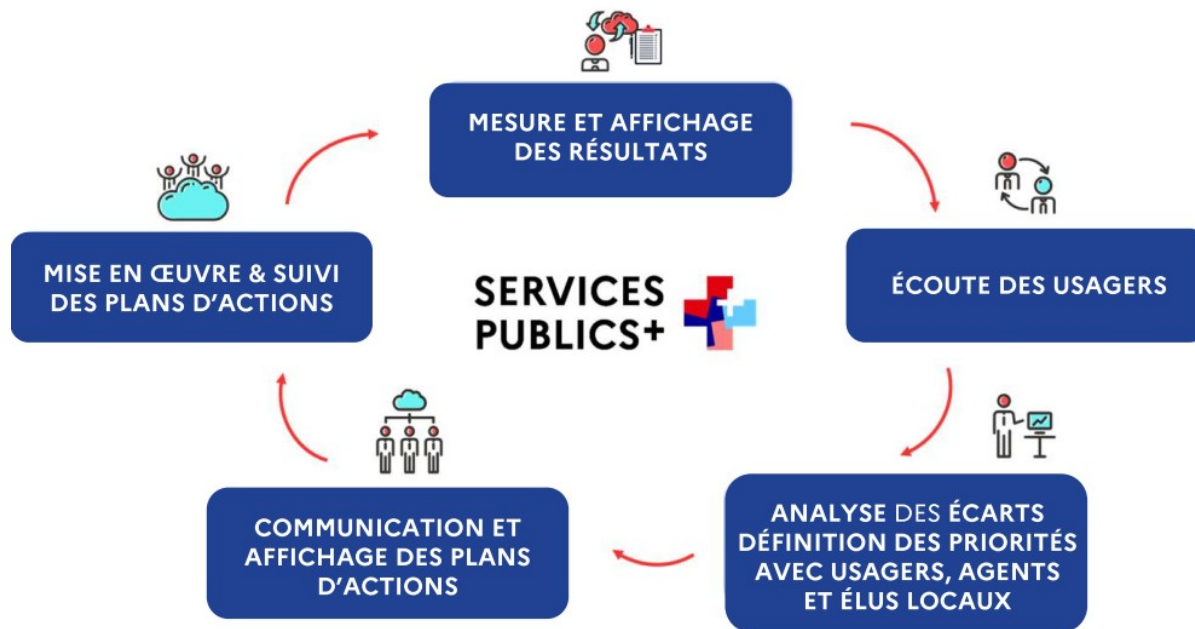 MESURE ET AFFICHAGE
DES RÉSULTATS
ÉCOUTE DES USAGERS
ANALYSE DES ÉCARTS
DÉFINITION DES PRIORITÉS
AVEC USAGERS, AGENTS
ET ÉLUS LOCAUX
COMMUNICATION ET
AFFICHAGE DES PLANS
D’ACTIONS
MISE EN ŒUVRE & SUIVI
DES PLANS D’ACTIONS
SERVICES
PUBLICS+